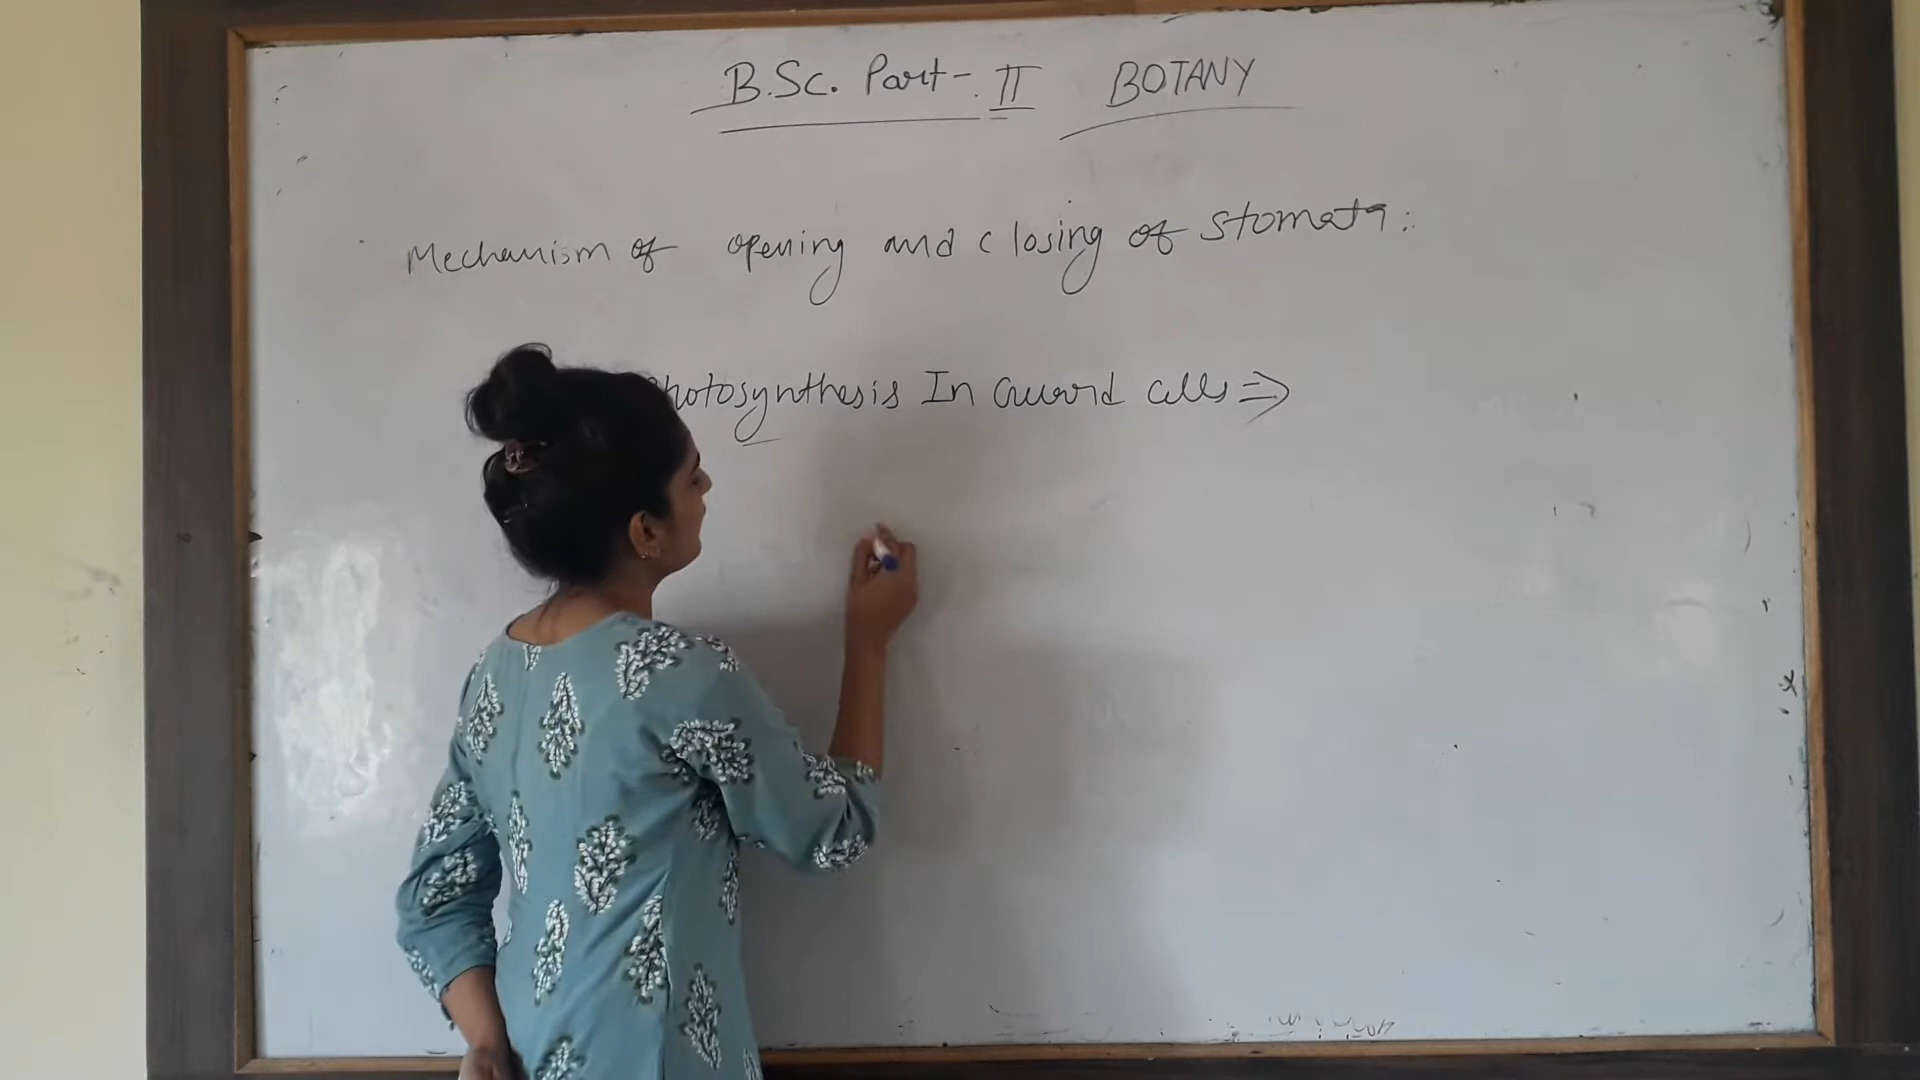 B.Sc. Part-II BOTANY
Mechanism of opening and closing of stomata:
Photosynthesis In Guard cells ⇒